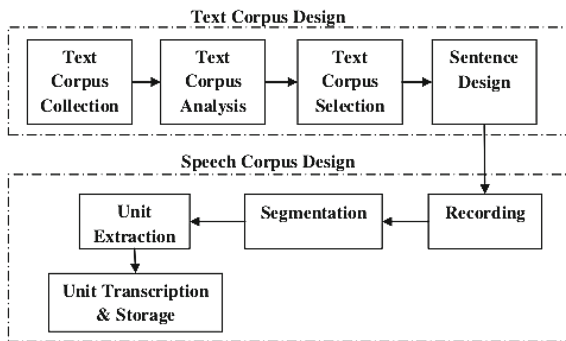 Text Corpus Design
Text
Corpus
Collection
Text
Corpus
Analysis
Text
Corpus
Selection
Sentence
Design
Speech Corpus Design
Recording
Segmentation
Unit
Extraction
Unit Transcription
& Storage